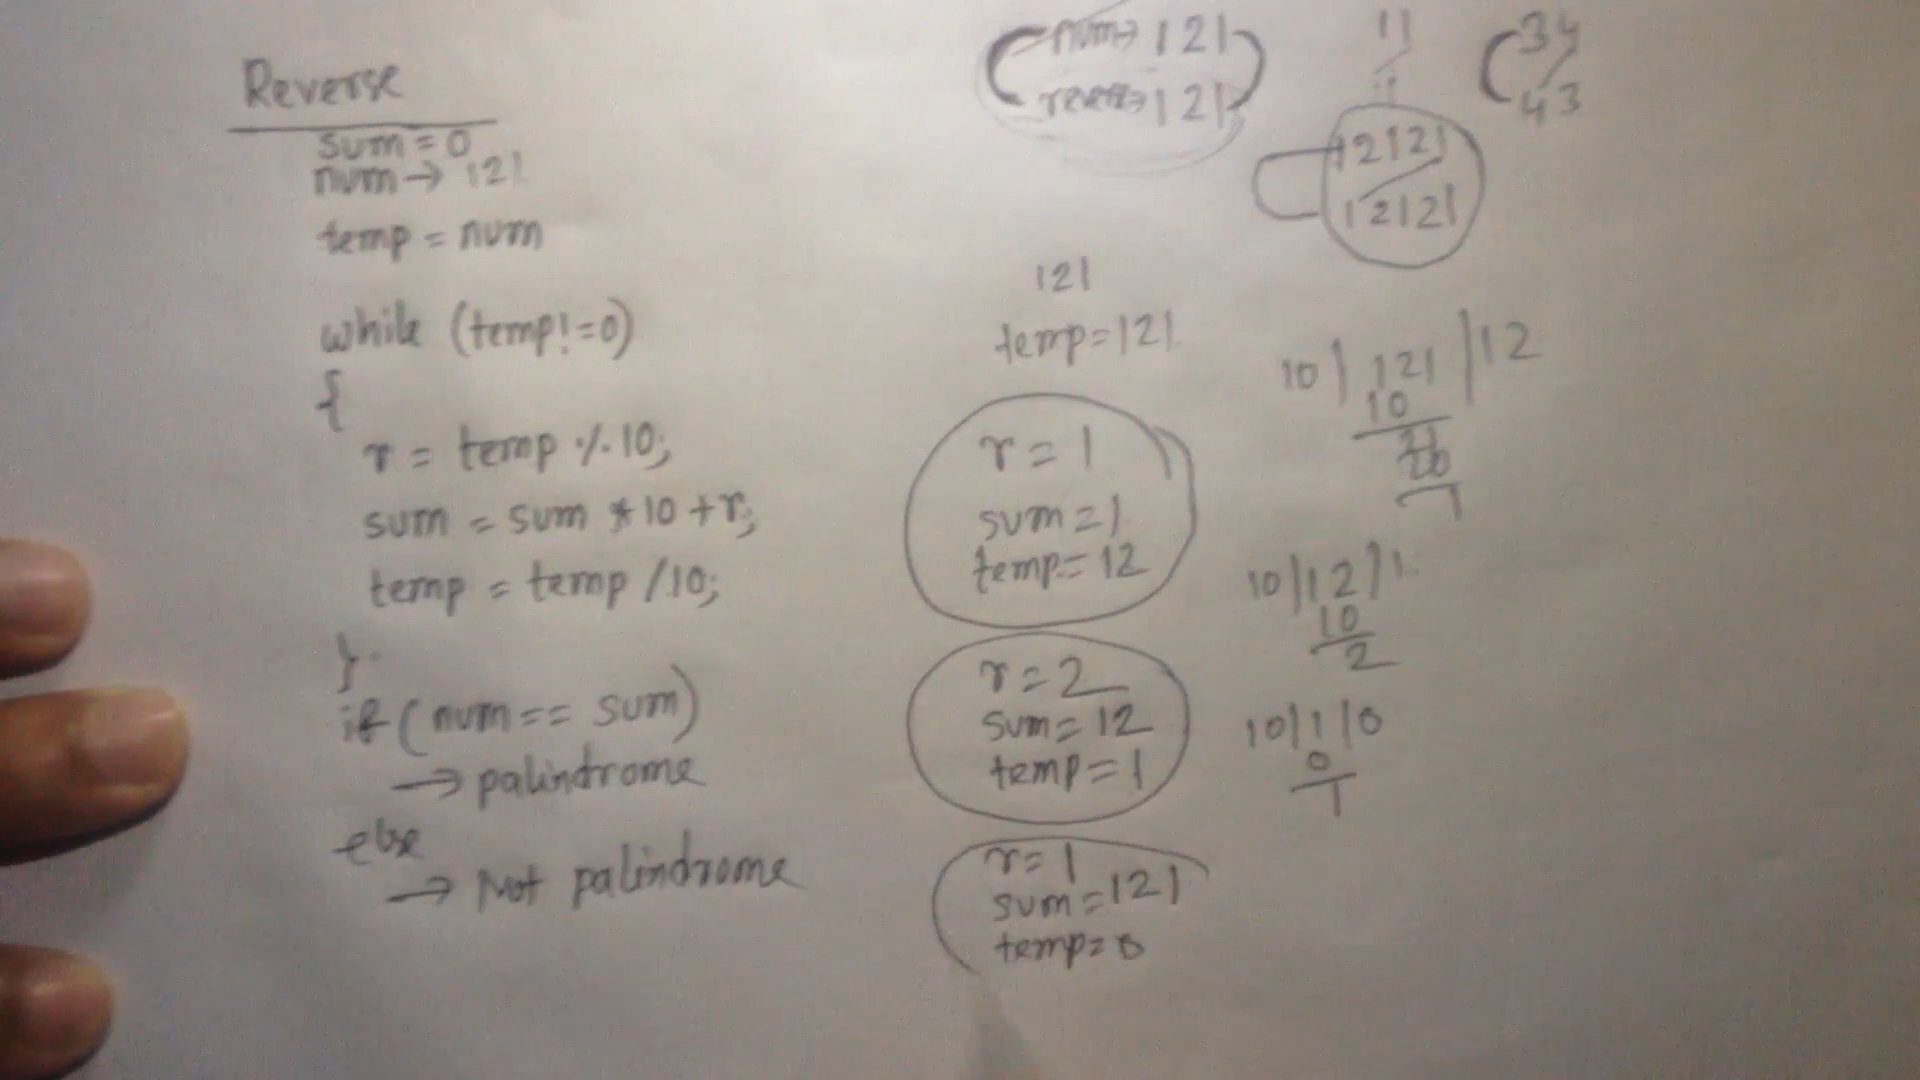 Reverse
sum = 0
num → 121
temp = num
while (temp!=0)
{
r = temp % 10;
sum = sum * 10 + r;
temp = temp / 10;
}
if ( num == sum)
→ palindrome
else
→ Not palindrome
num→ 121
reverse→ 121
11
11
34
43
12121
12121
121
temp = 121
r = 1
sum = 1
temp = 12
r = 2
sum = 12
temp = 1
r = 1
sum = 121
temp = 0
10 ) 121 ) 12
10
21
20
1
10 ) 12 ) 1
10
2
10 ) 1 ) 0
0
1